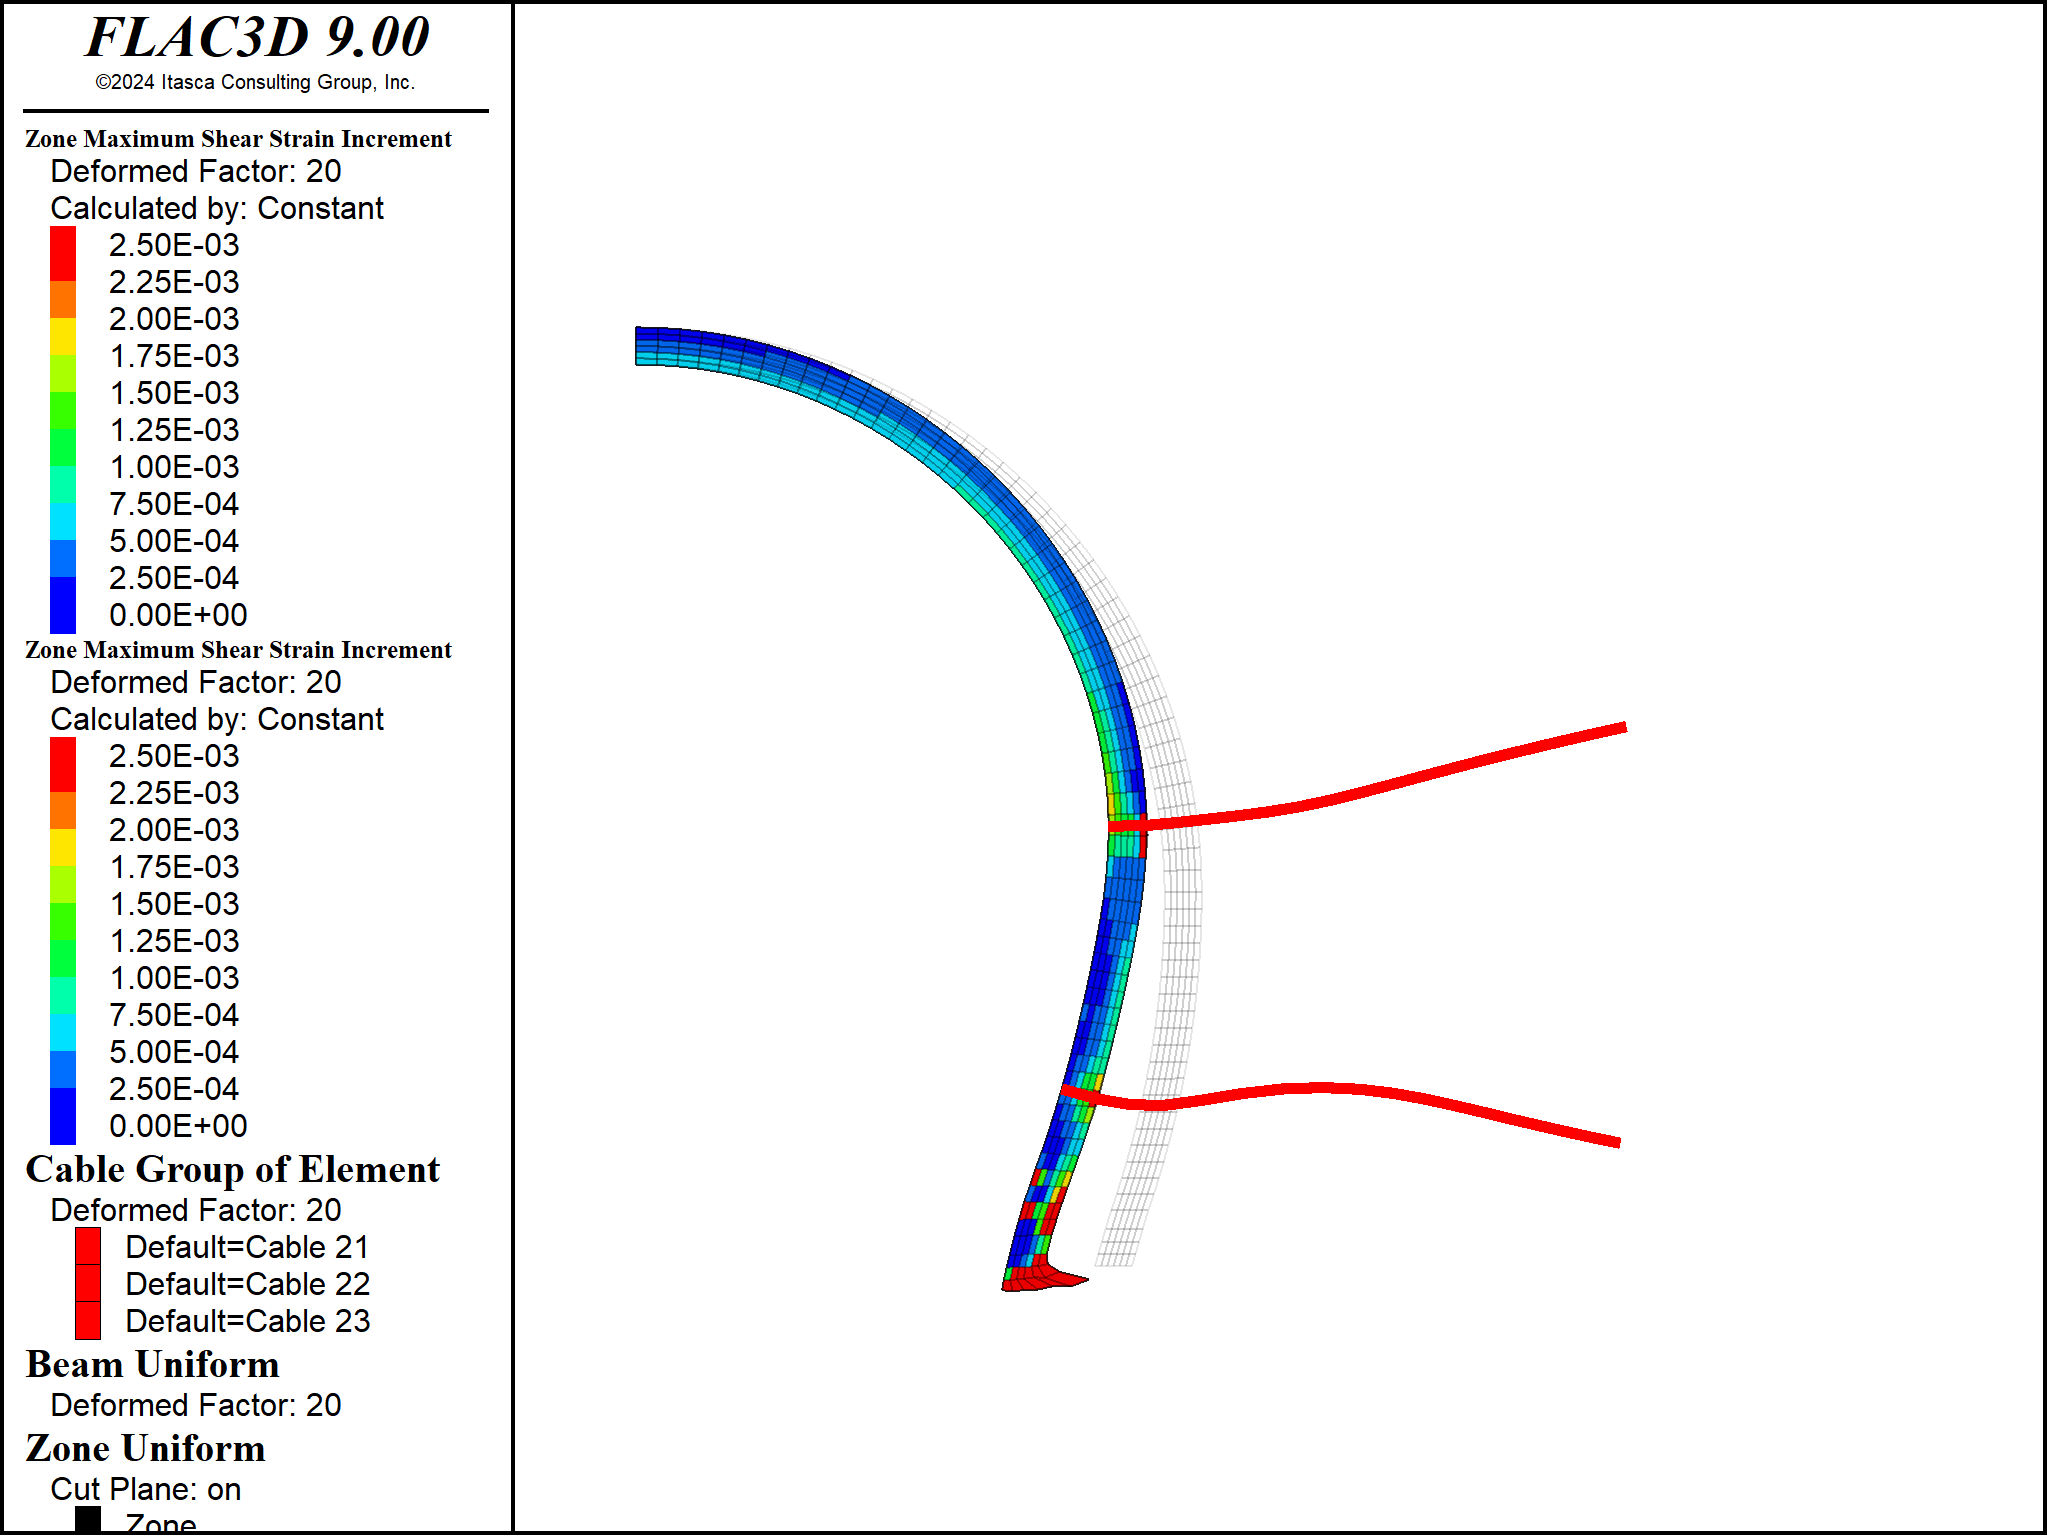 FLAC3D 9.00
©2024 Itasca Consulting Group, Inc.
Zone Maximum Shear Strain Increment
Deformed Factor: 20
Calculated by: Constant
2.50E-03
2.25E-03
2.00E-03
1.75E-03
1.50E-03
1.25E-03
1.00E-03
7.50E-04
5.00E-04
2.50E-04
0.00E+00
Zone Maximum Shear Strain Increment
Deformed Factor: 20
Calculated by: Constant
2.50E-03
2.25E-03
2.00E-03
1.75E-03
1.50E-03
1.25E-03
1.00E-03
7.50E-04
5.00E-04
2.50E-04
0.00E+00
Cable Group of Element
Deformed Factor: 20
Default=Cable 21
Default=Cable 22
Default=Cable 23
Beam Uniform
Deformed Factor: 20
Zone Uniform
Cut Plane: on
Zone